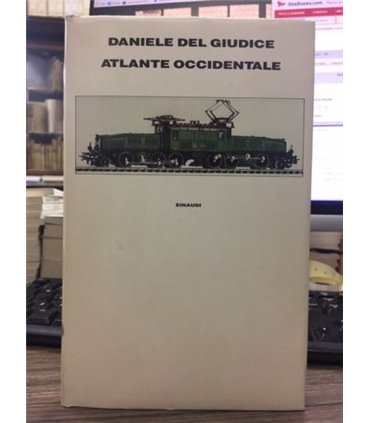 DANIELE DEL GIUDICE
ATLANTE OCCIDENTALE
EINAUDI